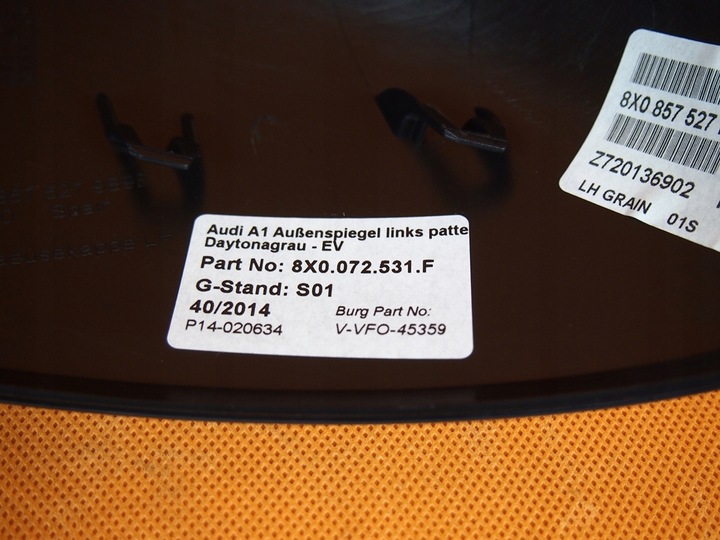 Audi A1 Außenspiegel links patte
Daytonagrau - EV
Part No: 8X0.072.531.F
G-Stand: S01
40/2014
Burg Part No:
P14-020634
V-VFO-45359
8X0 857 527
Z720136902
LH GRAIN 01S